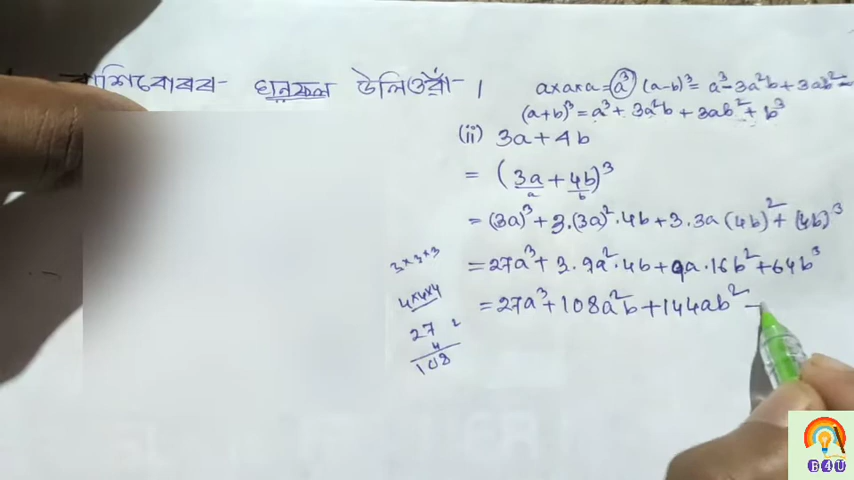 ৰাশিবোৰৰ- ঘনফল উলিওৱাঁ- ।
a×a×a=a³ (a-b)³ = a³-3a²b+3ab²-
(a+b)³ = a³+ 3a²b + 3ab² + b³
(ii) 3a + 4b
= (3a + 4b)³
a b
= (3a)³ + 3.(3a)². 4b + 3.3a (4b)² + (4b)³
3×3×3
= 27a³ + 3.9a². 4b + 9a.16b² + 64b³
4×4×4
= 27a³ + 108a²b + 144ab² -
27 2
4
108
B4U